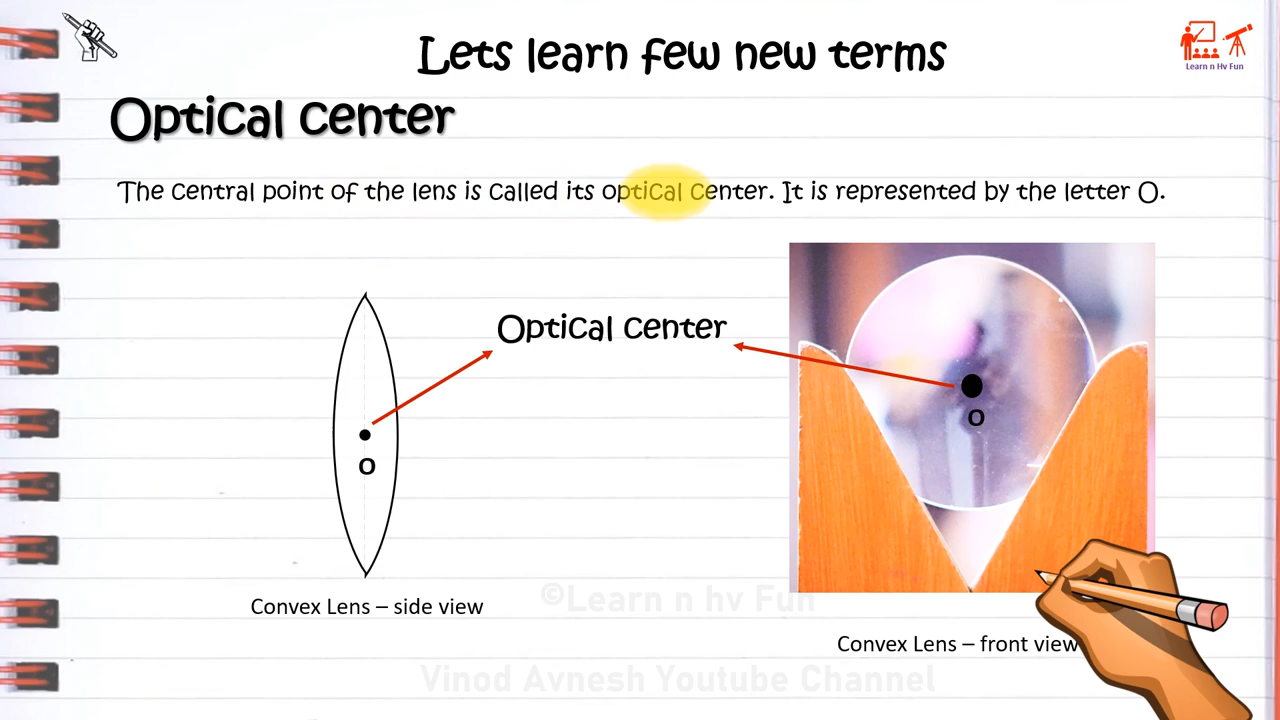 Lets learn few new terms
Learn n Hv Fun
Optical center
The central point of the lens is called its optical center. It is represented by the letter O.
Optical center
O
O
Convex Lens – side view
©Learn n hv Fun
Convex Lens – front view
Vinod Avnesh Youtube Channel